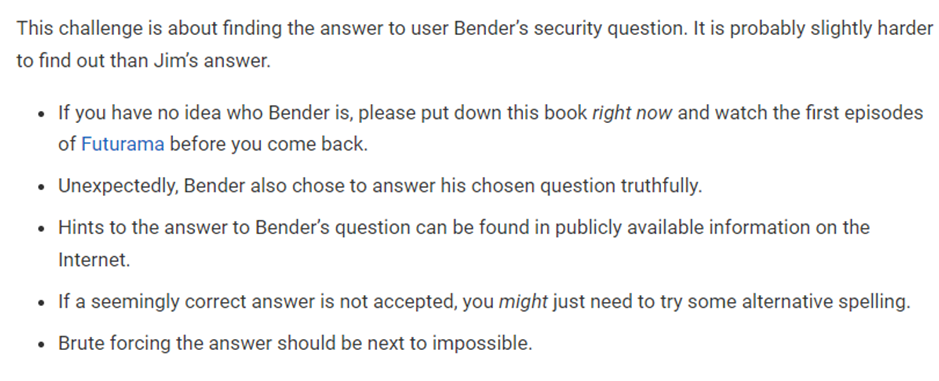 This challenge is about finding the answer to user Bender’s security question. It is probably slightly harder
to find out than Jim’s answer.
• If you have no idea who Bender is, please put down this book right now and watch the first episodes
of Futurama before you come back.
• Unexpectedly, Bender also chose to answer his chosen question truthfully.
• Hints to the answer to Bender’s question can be found in publicly available information on the
Internet.
• If a seemingly correct answer is not accepted, you might just need to try some alternative spelling.
• Brute forcing the answer should be next to impossible.